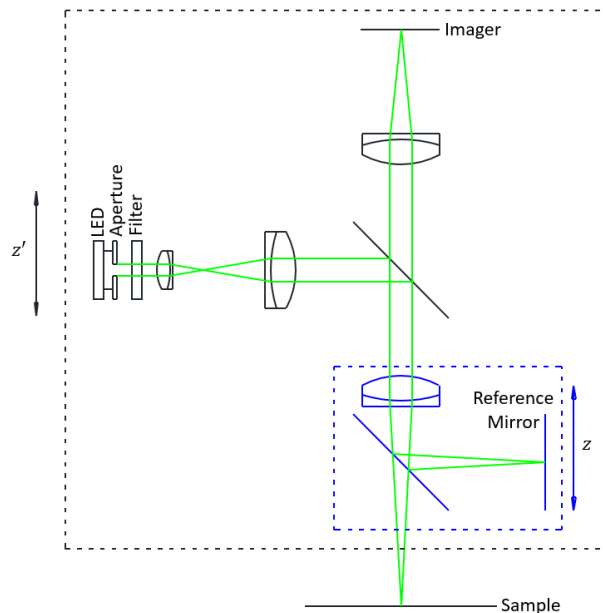 Imager
LED
Aperture
Filter
z′
Reference
Mirror
z
Sample